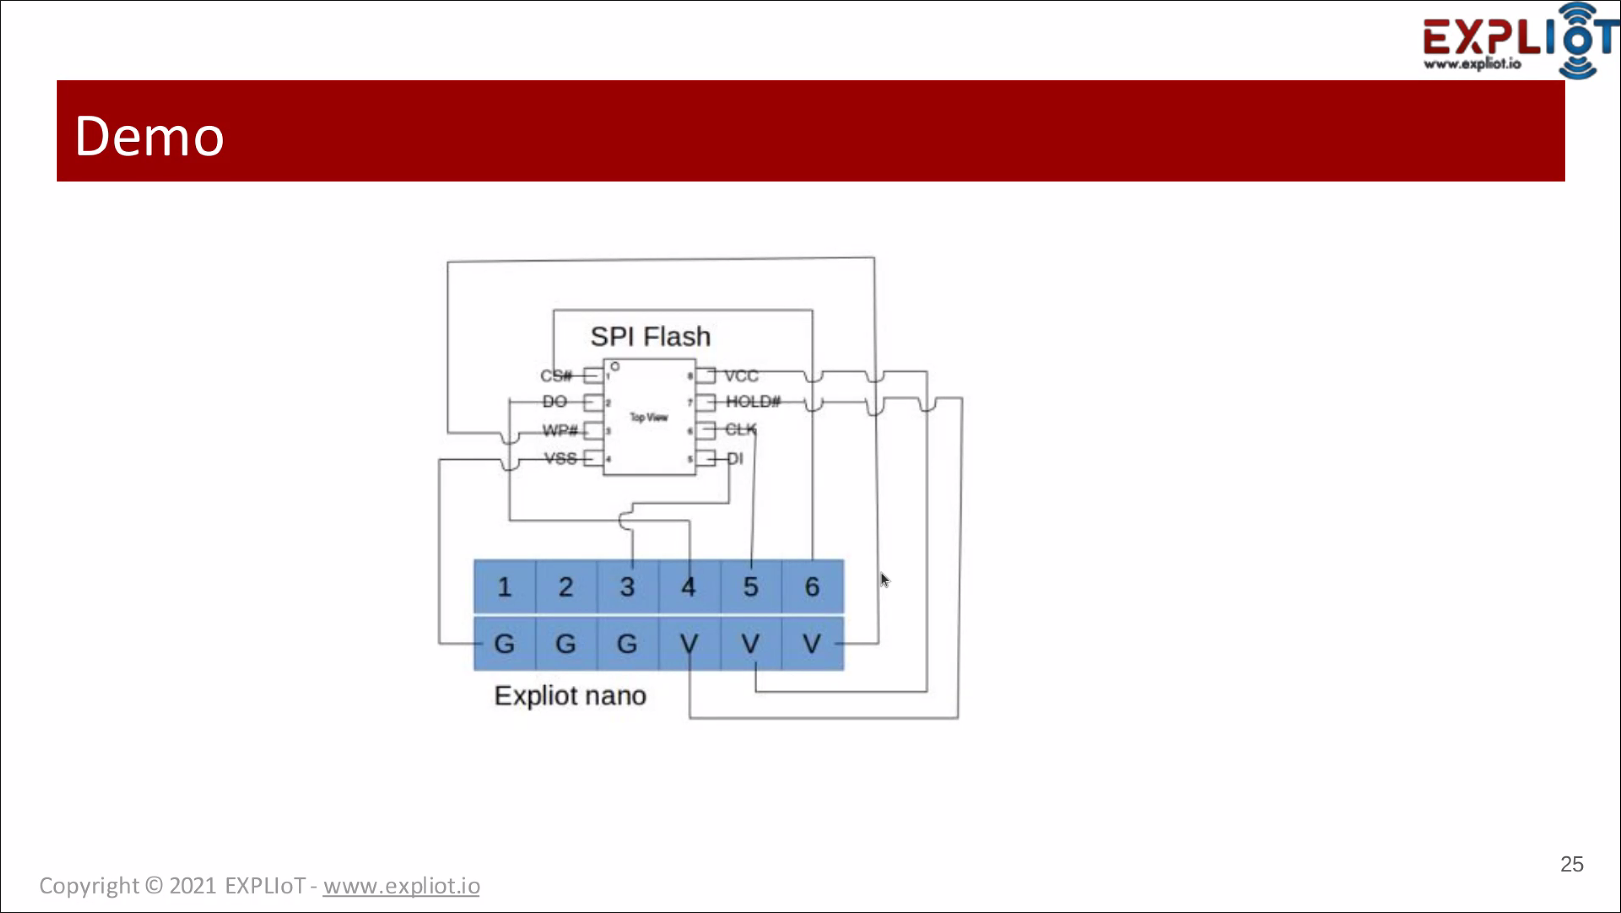 EXPLIoT
www.expliot.io
Demo
SPI Flash
CS# 1 8 VCC
DO 2 Top View 7 HOLD#
WP# 3 6 CLK
VSS 4 5 DI
1 2 3 4 5 6
G G G V V V
Expliot nano
25
Copyright © 2021 EXPLIoT - www.expliot.io